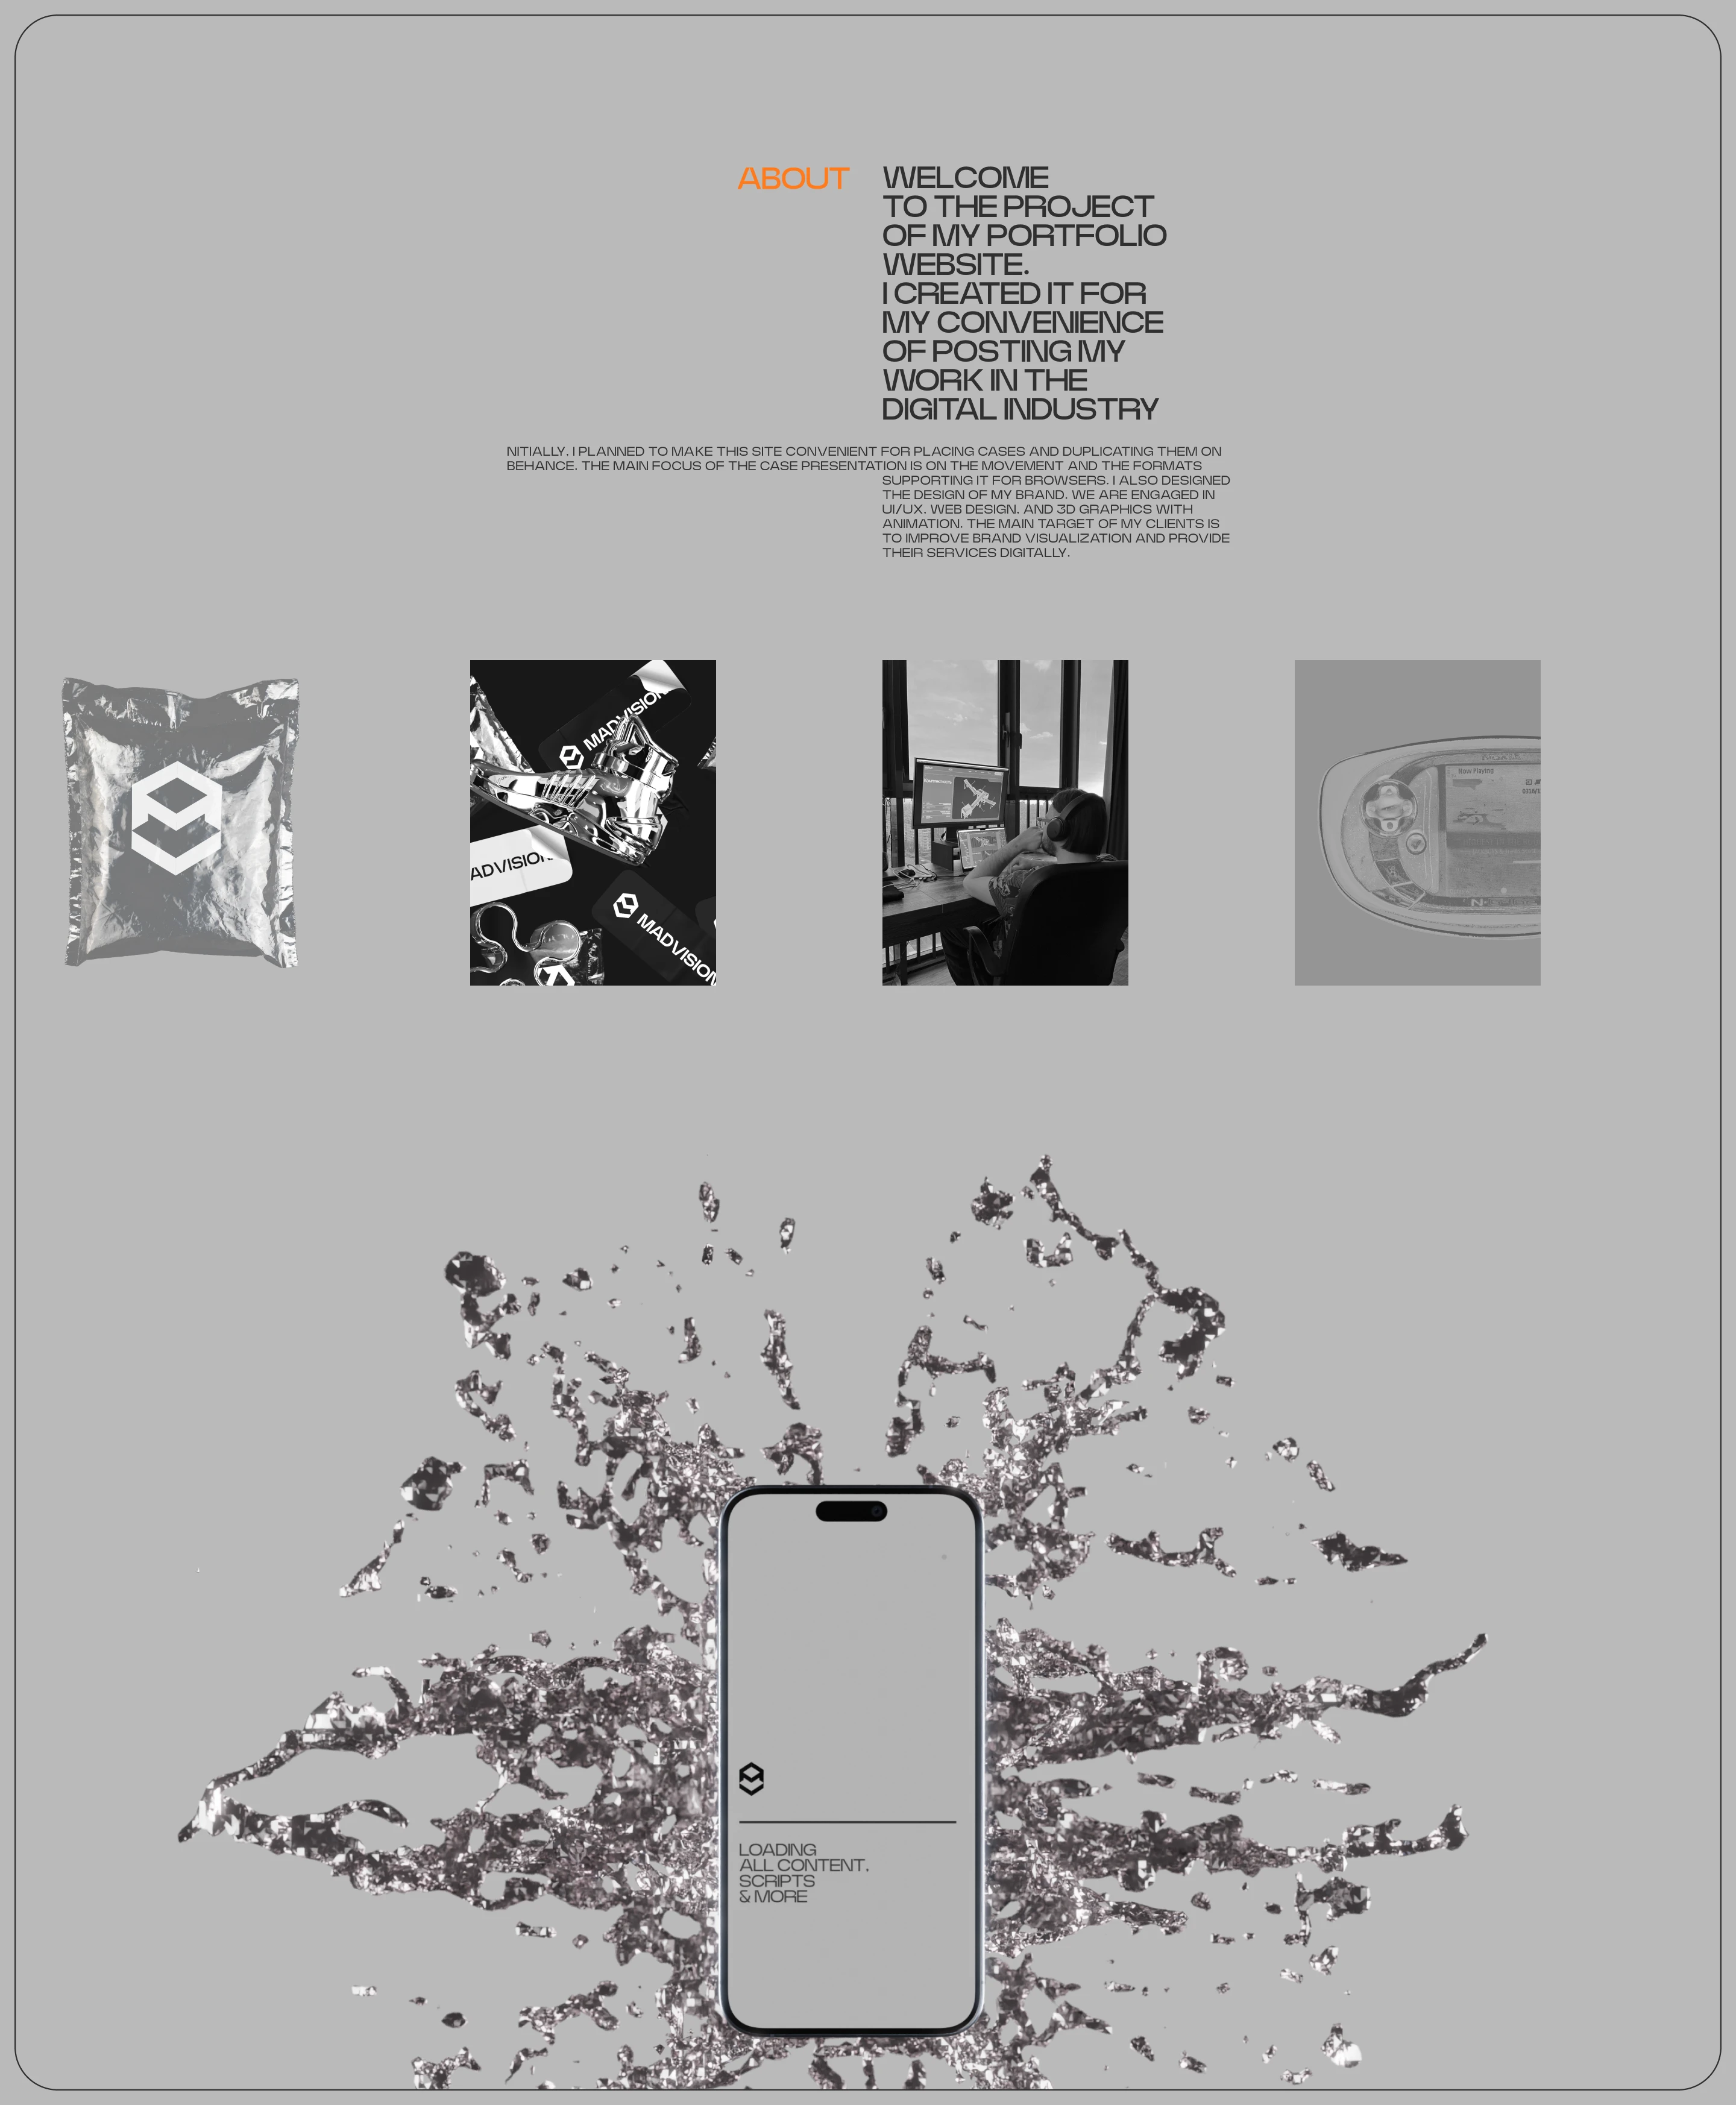 ABOUT
WELCOME
TO THE PROJECT
OF MY PORTFOLIO
WEBSITE.
I CREATED IT FOR
MY CONVENIENCE
OF POSTING MY
WORK IN THE
DIGITAL INDUSTRY
NITIALLY. I PLANNED TO MAKE THIS SITE CONVENIENT FOR PLACING CASES AND DUPLICATING THEM ON
BEHANCE. THE MAIN FOCUS OF THE CASE PRESENTATION IS ON THE MOVEMENT AND THE FORMATS
SUPPORTING IT FOR BROWSERS. I ALSO DESIGNED
THE DESIGN OF MY BRAND. WE ARE ENGAGED IN
UI/UX. WEB DESIGN. AND 3D GRAPHICS WITH
ANIMATION. THE MAIN TARGET OF MY CLIENTS IS
TO IMPROVE BRAND VISUALIZATION AND PROVIDE
THEIR SERVICES DIGITALLY.
MADVISION
ADVISION
MADVISION
Now Playing
LOADING
ALL CONTENT.
SCRIPTS
& MORE